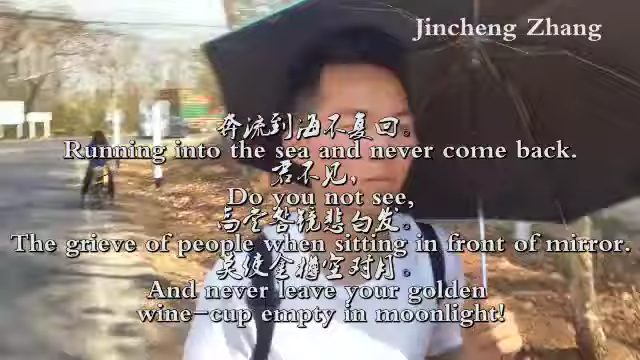 Jincheng Zhang
奔流到海不复回。
Running into the sea and never come back.
君不见,
Do you not see,
高堂明镜悲白发。
The grieve of people when sitting in front of mirror.
莫使金樽空对月。
And never leave your golden
wine-cup empty in moonlight!